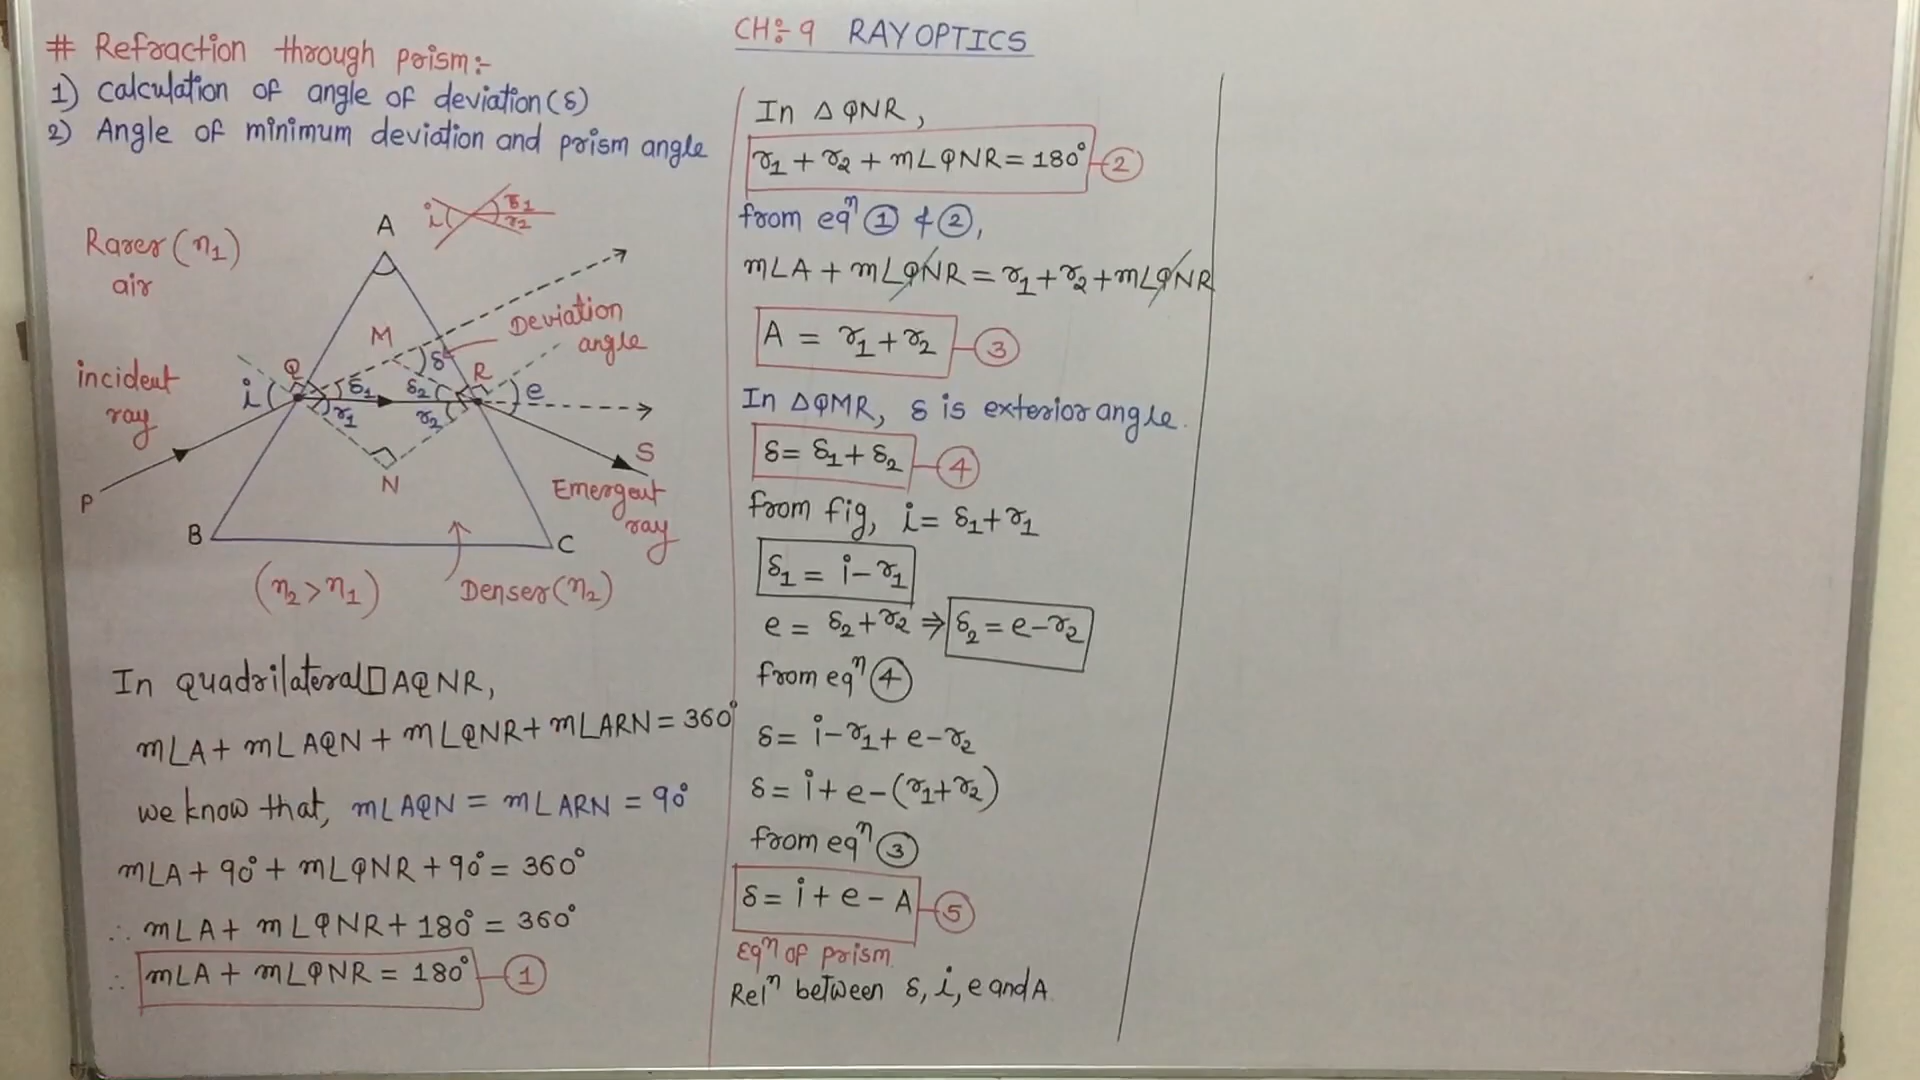 CH:- 9 RAY OPTICS
# Refraction through prism:-
1) Calculation of angle of deviation (δ)
2) Angle of minimum deviation and prism angle
Rarer (n1)
air
A
i δ1
r2
M
Deviation
angle
δ
incident
ray
Q
R
i δ1 δ2 e
r1 r2
P
N
S
Emergent
ray
B
C
(n2 > n1)
Denser (n2)
In quadrilateral □ AQNR,
m∠A + m∠AQN + m∠QNR + m∠ARN = 360°
we know that, m∠AQN = m∠ARN = 90°
m∠A + 90° + m∠QNR + 90° = 360°
∴ m∠A + m∠QNR + 180° = 360°
∴ m∠A + m∠QNR = 180° ①
In △ QNR,
r1 + r2 + m∠QNR = 180° ②
from eqⁿ ① & ②,
m∠A + m∠QNR = r1 + r2 + m∠QNR
A = r1 + r2 ③
In △QMR, δ is exterior angle.
δ = δ1 + δ2 ④
from fig, i = δ1 + r1
δ1 = i - r1
e = δ2 + r2 ⇒ δ2 = e - r2
from eqⁿ ④
δ = i - r1 + e - r2
δ = i + e - (r1 + r2)
from eqⁿ ③
δ = i + e - A ⑤
Eqⁿ of prism
Relⁿ between δ, i, e and A